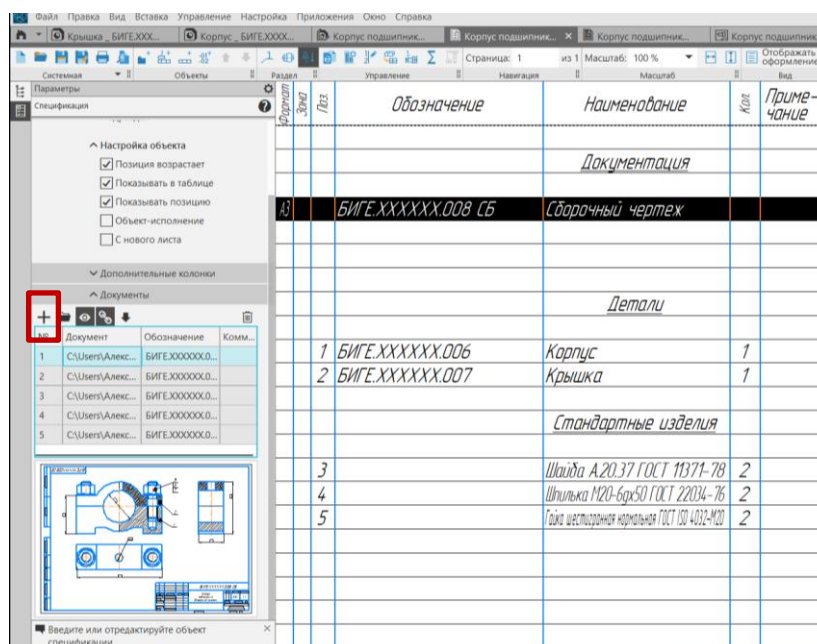 Файл Правка Вид Вставка Управление Настройка Приложения Окно Справка
Крышка _ БИГЕ.XXX... Корпус _ БИГЕ.XXXX... Корпус подшипник... Корпус подшипник... × Корпус подшипник... Корпус подшипник
Страница: 1 из 1 Масштаб: 100 % Отображать оформление
Системная Объекты Раздел Управление Навигация Масштаб Вид
Параметры
Спецификация
Настройка объекта
Позиция возрастает
Показывать в таблице
Показывать позицию
Объект-исполнение
С нового листа
Дополнительные колонки
Документы
№ Документ Обозначение Комм...
1 C:\Users\Алекс... БИГЕ.XXXXXX.0...
2 C:\Users\Алекс... БИГЕ.XXXXXX.0...
3 C:\Users\Алекс... БИГЕ.XXXXXX.0...
4 C:\Users\Алекс... БИГЕ.XXXXXX.0...
5 C:\Users\Алекс... БИГЕ.XXXXXX.0...
Введите или отредактируйте объект ×
спецификации
Формат Зона Поз. Обозначение Наименование Кол. Приме-
чание
Документация
А3 БИГЕ.XXXXXX.008 СБ Сборочный чертеж
Детали
1 БИГЕ.XXXXXX.006 Корпус 1
2 БИГЕ.XXXXXX.007 Крышка 1
Стандартные изделия
3 Шайба А.20.37 ГОСТ 11371-78 2
4 Шпилька М20-6gx50 ГОСТ 22034-76 2
5 Гайка шестигранная нормальная ГОСТ ISO 4032-М20 2